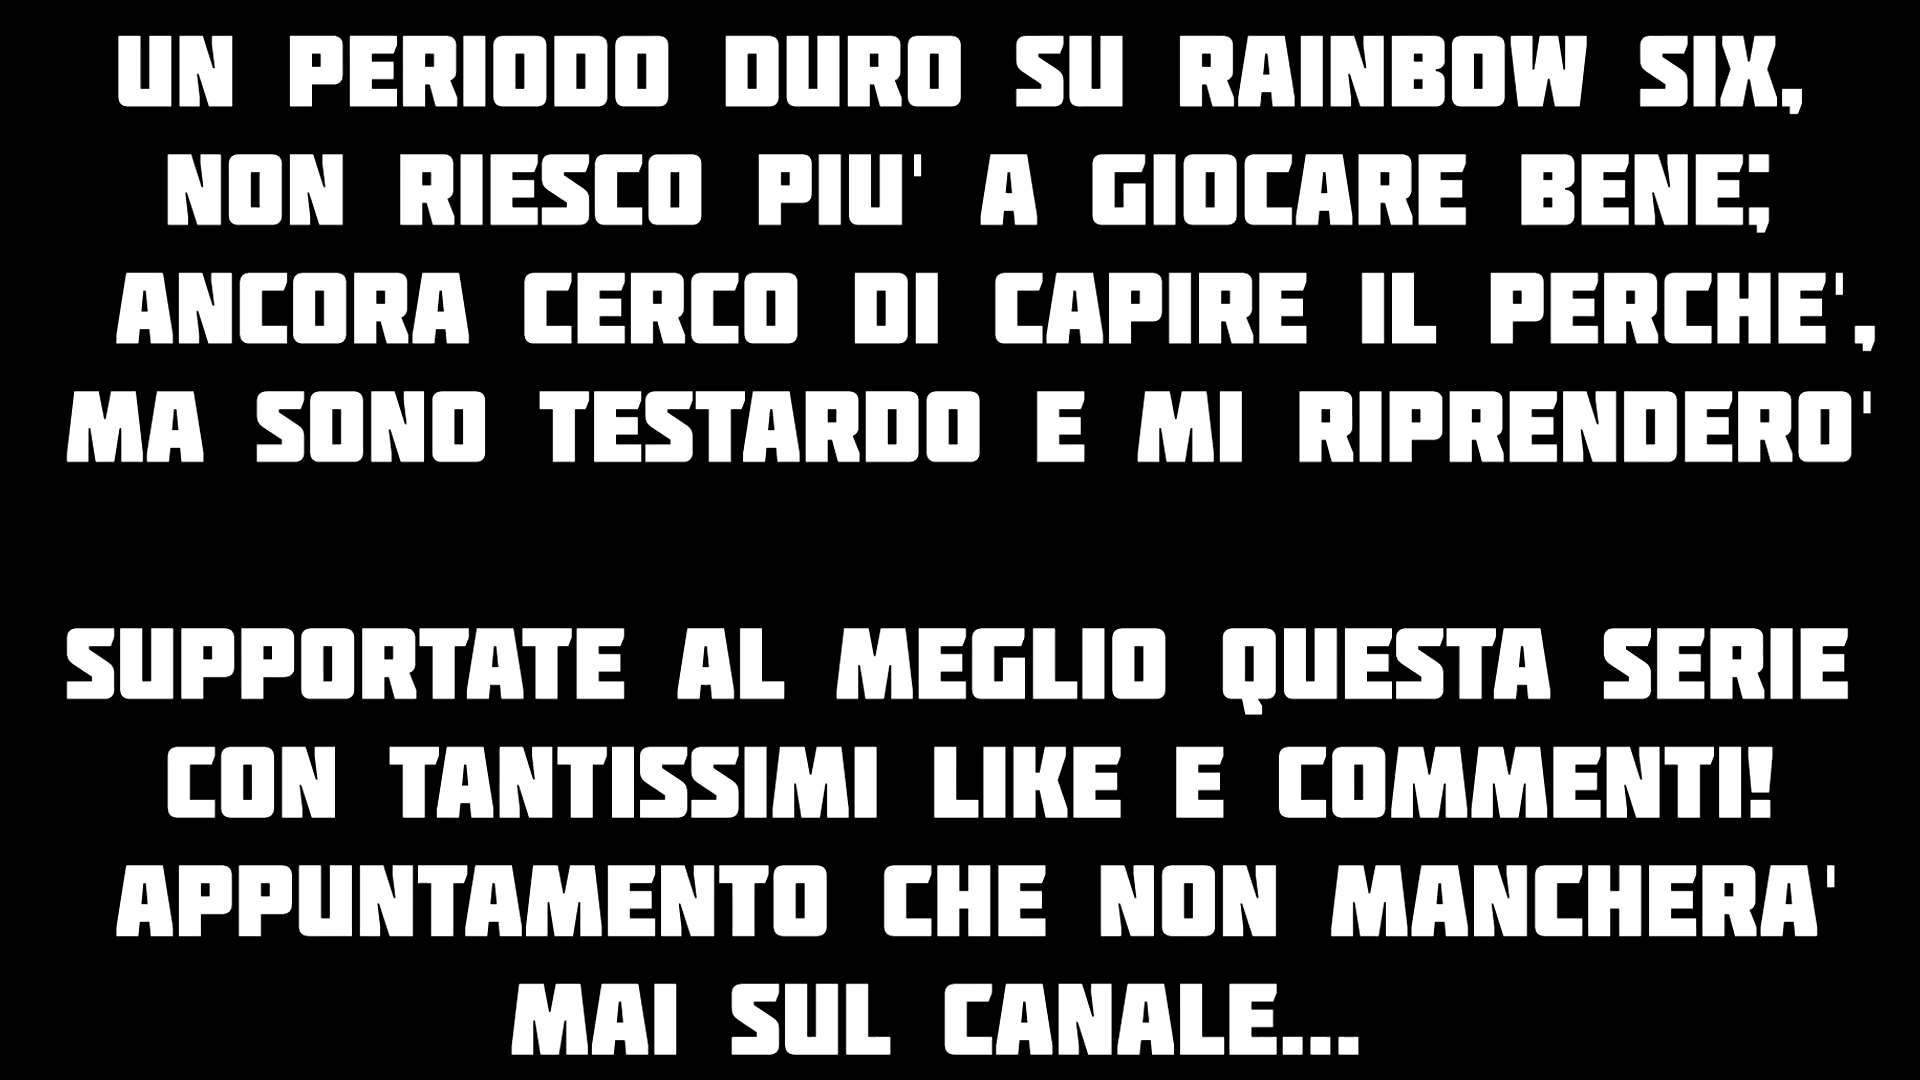 UN PERIODO DURO SU RAINBOW SIX,
NON RIESCO PIU' A GIOCARE BENE;
ANCORA CERCO DI CAPIRE IL PERCHE',
MA SONO TESTARDO E MI RIPRENDERO'
SUPPORTATE AL MEGLIO QUESTA SERIE
CON TANTISSIMI LIKE E COMMENTI!
APPUNTAMENTO CHE NON MANCHERA'
MAI SUL CANALE...